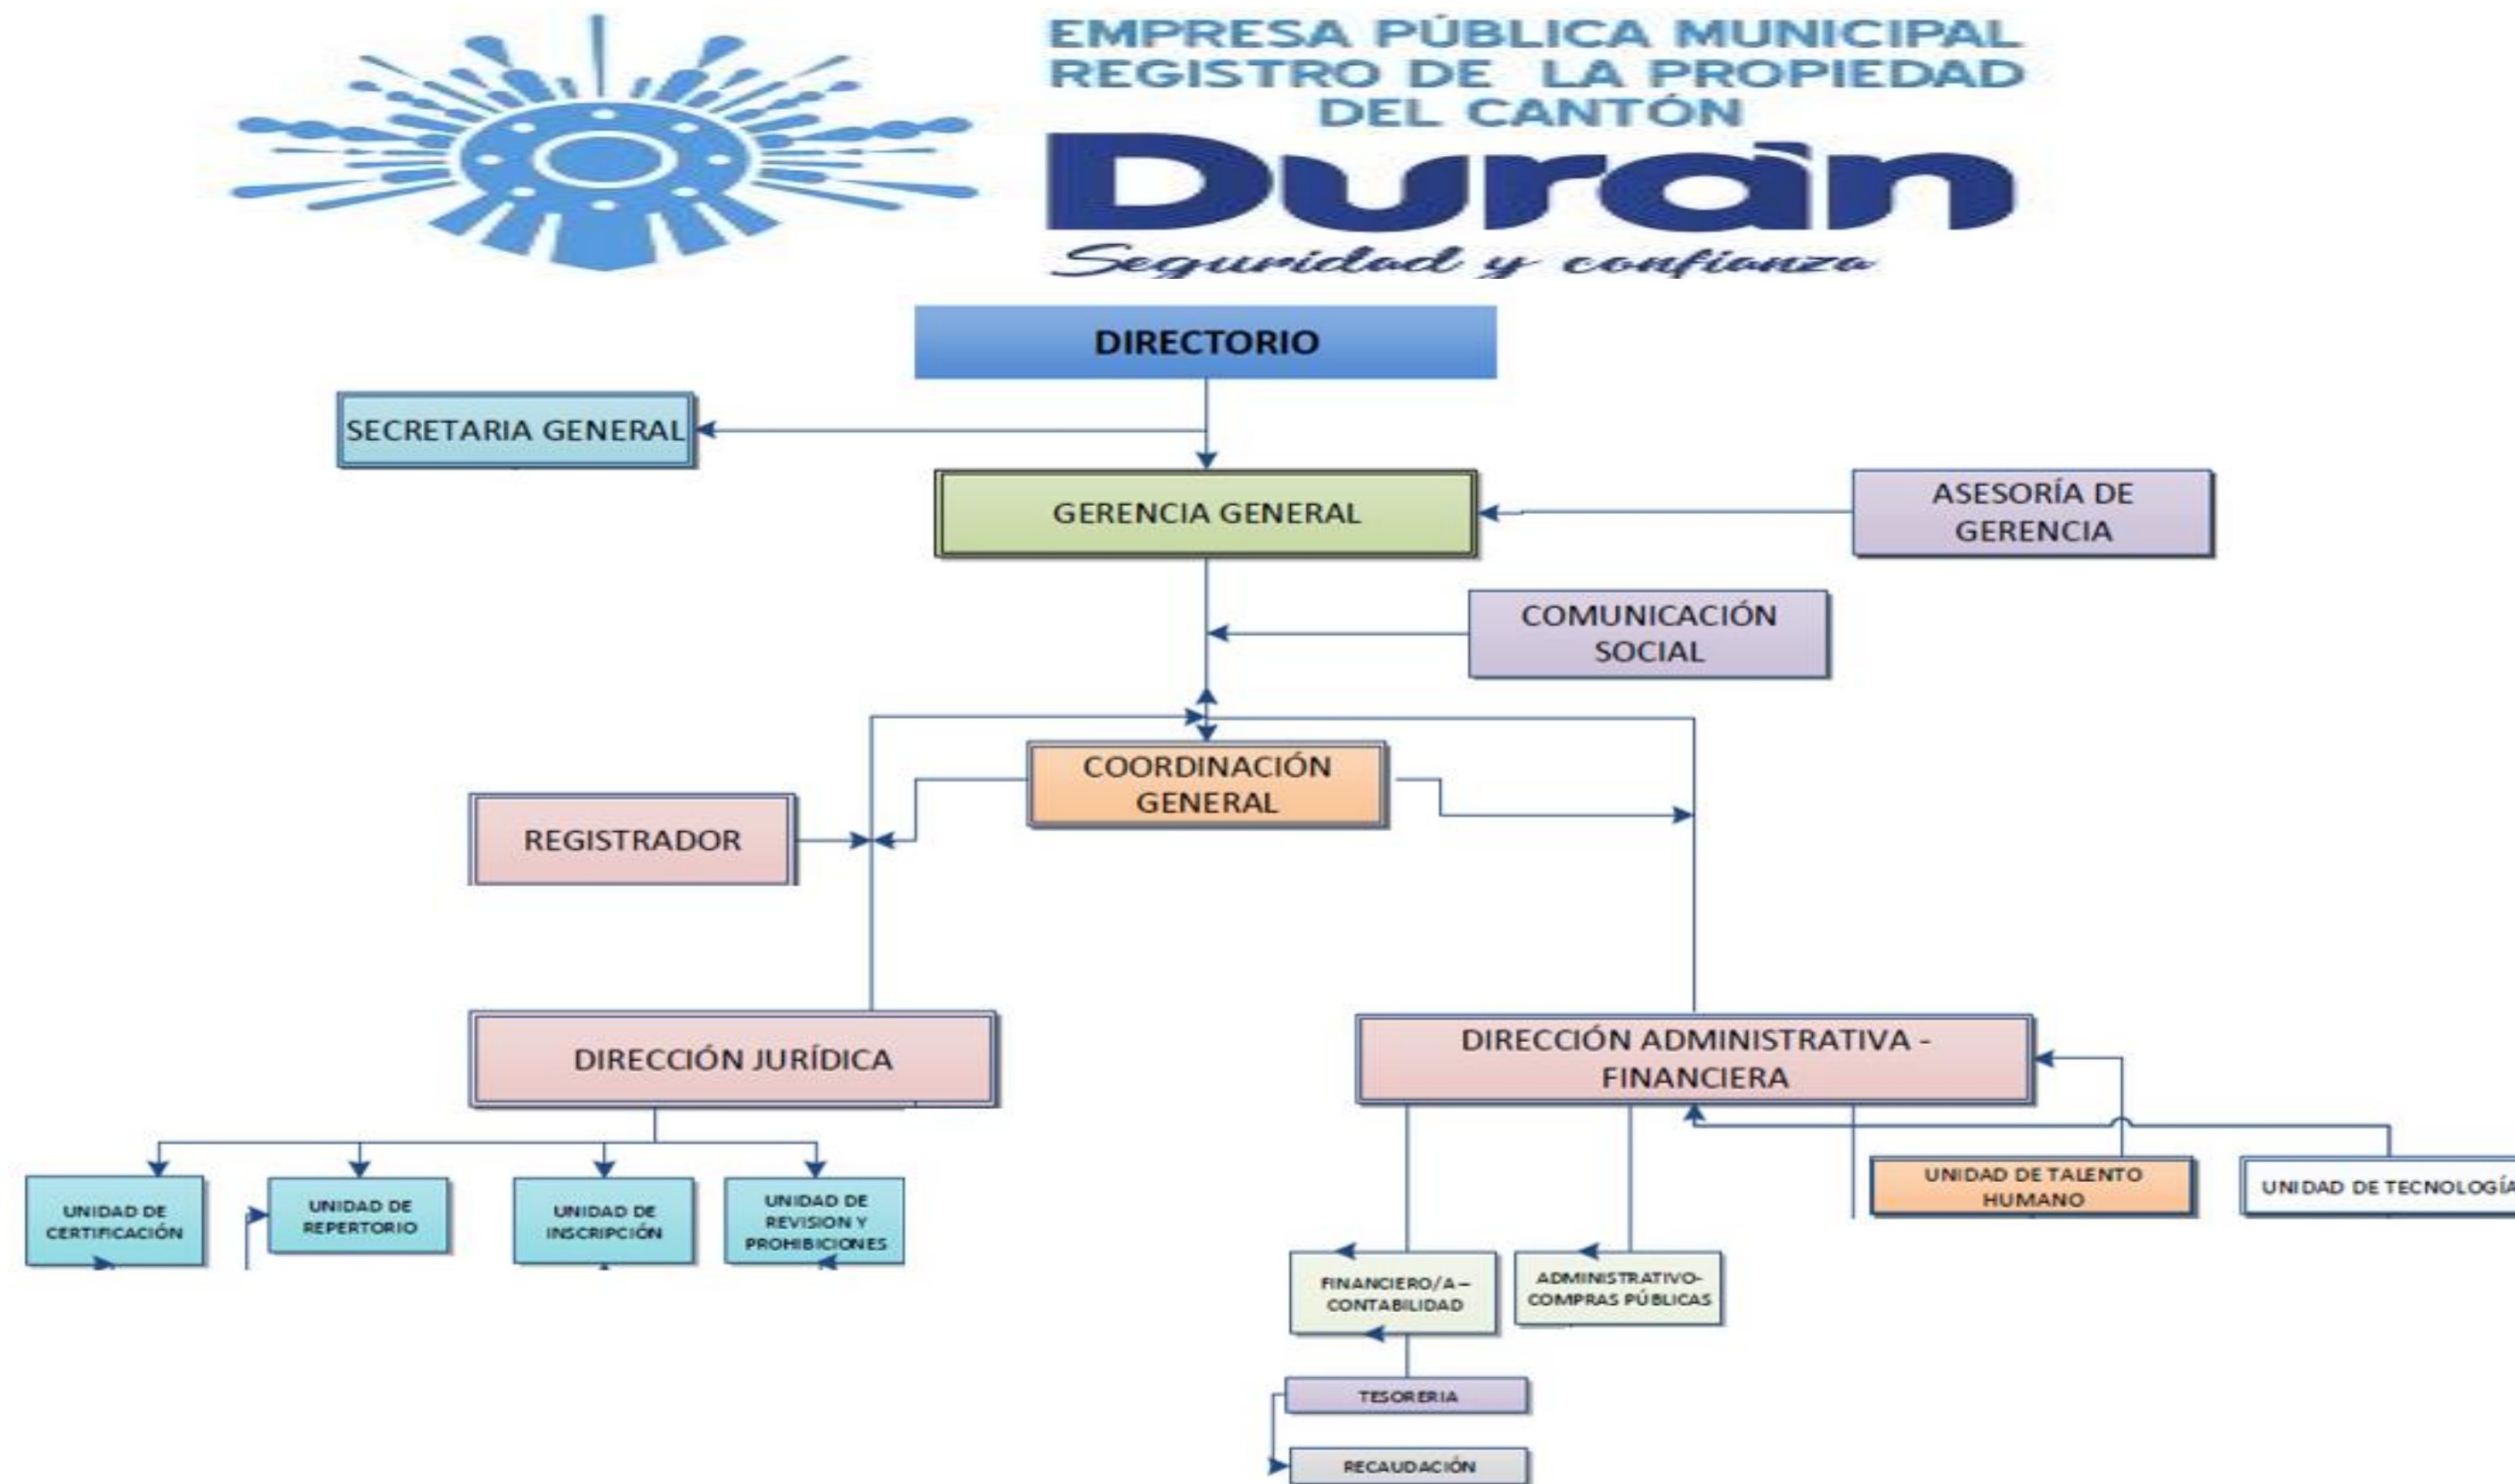 EMPRESA PÚBLICA MUNICIPAL
REGISTRO DE LA PROPIEDAD
DEL CANTÓN
Durán
Seguridad y confianza
DIRECTORIO
SECRETARIA GENERAL
GERENCIA GENERAL
ASESORÍA DE
GERENCIA
COMUNICACIÓN
SOCIAL
COORDINACIÓN
GENERAL
REGISTRADOR
DIRECCIÓN JURÍDICA
DIRECCIÓN ADMINISTRATIVA -
FINANCIERA
UNIDAD DE
CERTIFICACIÓN
UNIDAD DE
REPERTORIO
UNIDAD DE
INSCRIPCIÓN
UNIDAD DE
REVISION Y
PROHIBICIONES
UNIDAD DE TALENTO
HUMANO
UNIDAD DE TECNOLOGÍA
FINANCIERO/A –
CONTABILIDAD
ADMINISTRATIVO-
COMPRAS PÚBLICAS
TESORERIA
RECAUDACIÓN